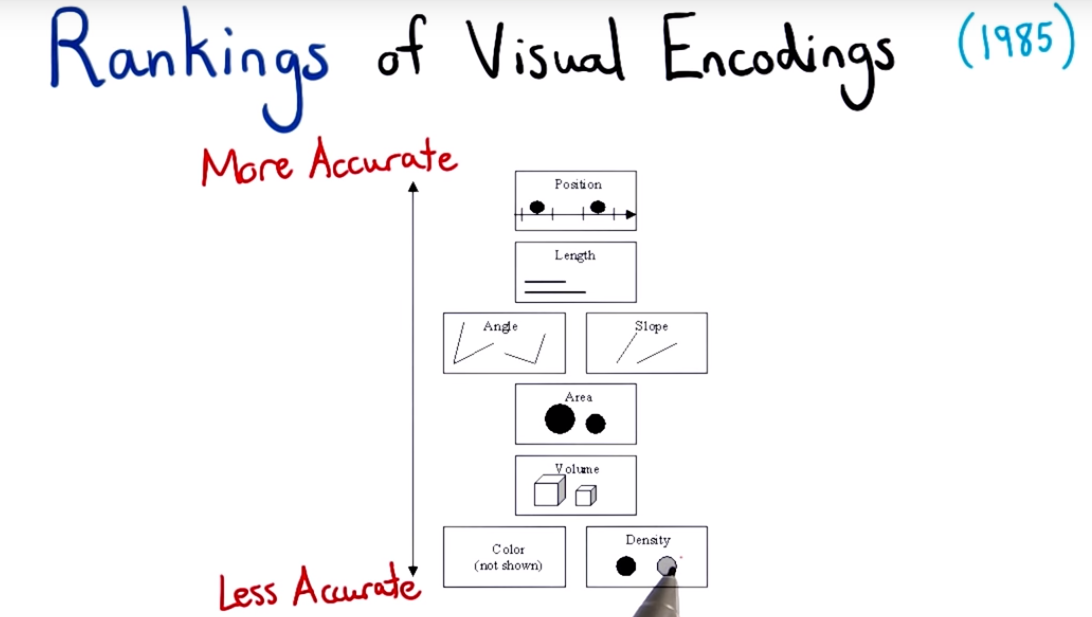 Rankings of Visual Encodings (1985)
More Accurate
Position
Length
Angle Slope
Area
Volume
Color
(not shown)
Density
Less Accurate